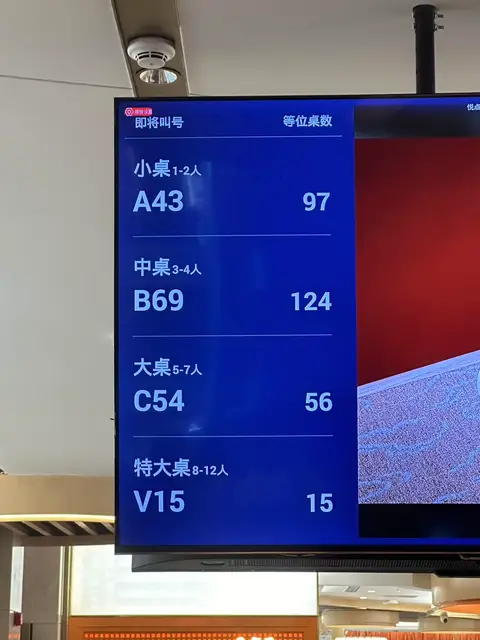 即将叫号 等位桌数
小桌1-2人
A43 97
中桌3-4人
B69 124
大桌5-7人
C54 56
特大桌8-12人
V15 15